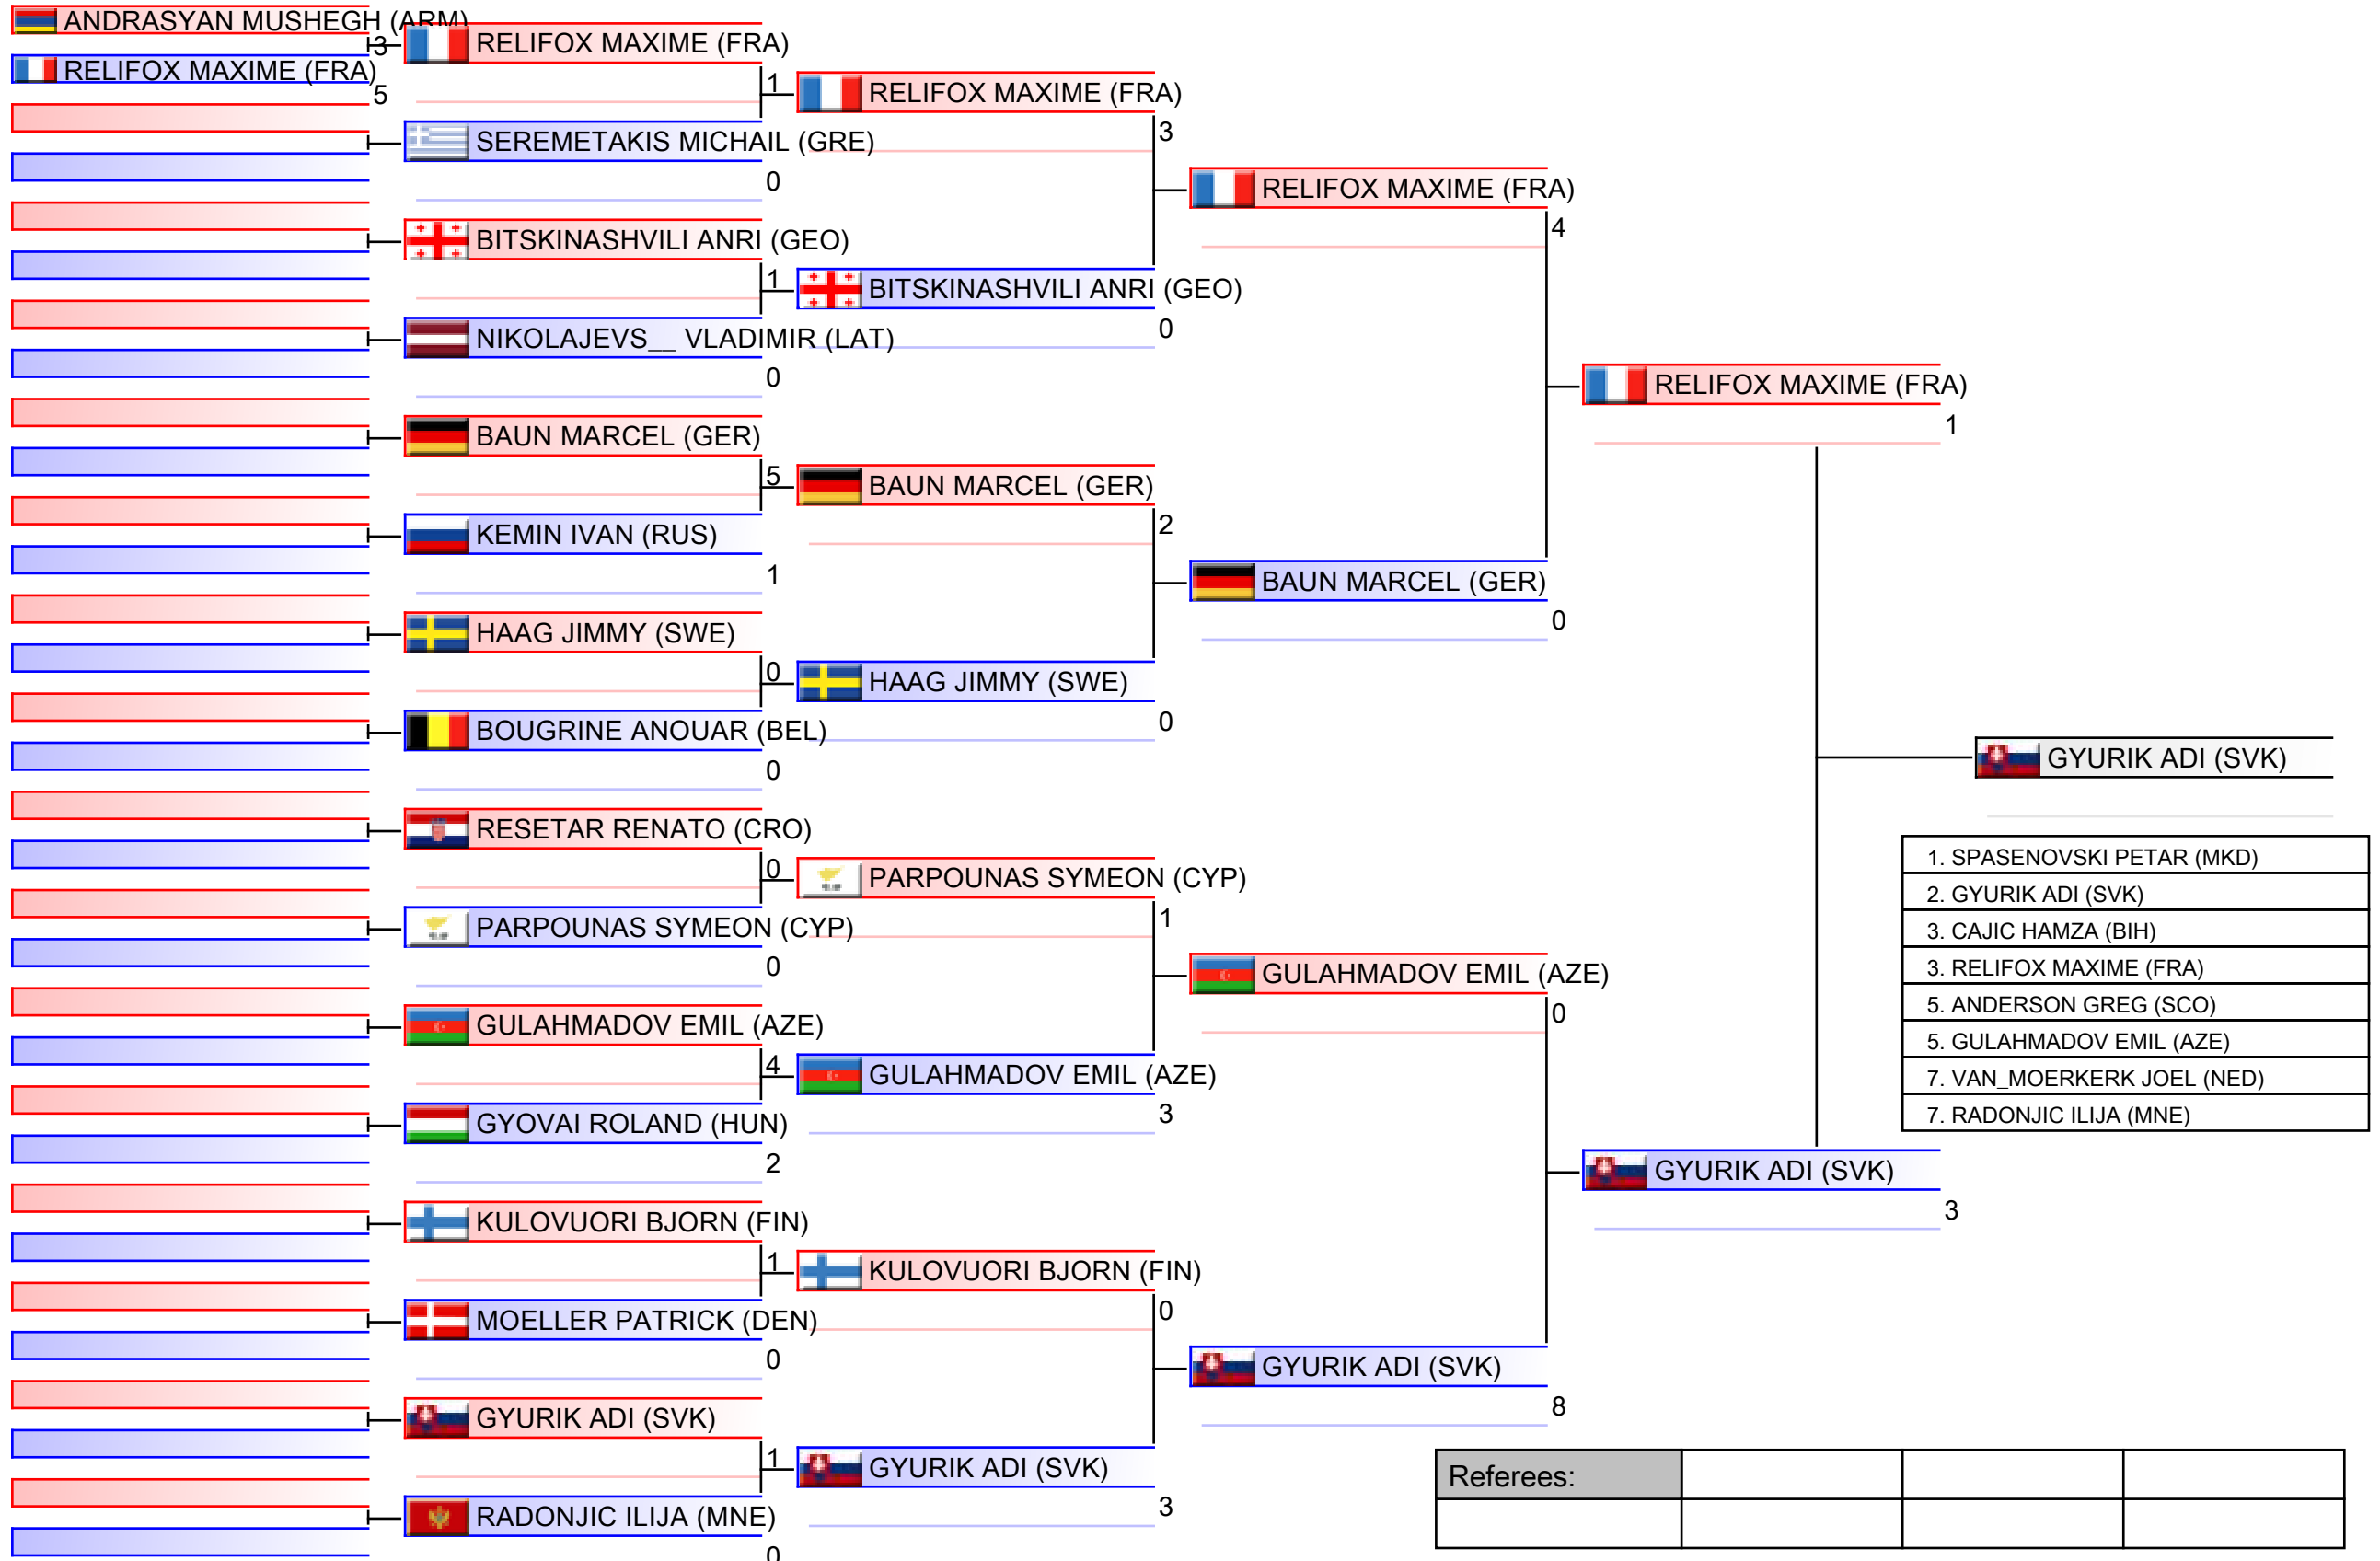 ANDRASYAN MUSHEGH (ARM)
3
RELIFOX MAXIME (FRA)
5
RELIFOX MAXIME (FRA)
1
SEREMETAKIS MICHAIL (GRE)
0
BITSKINASHVILI ANRI (GEO)
1
NIKOLAJEVS__ VLADIMIR (LAT)
0
BAUN MARCEL (GER)
5
KEMIN IVAN (RUS)
1
HAAG JIMMY (SWE)
0
BOUGRINE ANOUAR (BEL)
0
RESETAR RENATO (CRO)
0
PARPOUNAS SYMEON (CYP)
0
GULAHMADOV EMIL (AZE)
4
GYOVAI ROLAND (HUN)
2
KULOVUORI BJORN (FIN)
1
MOELLER PATRICK (DEN)
0
GYURIK ADI (SVK)
1
RADONJIC ILIJA (MNE)
0
RELIFOX MAXIME (FRA)
3
BITSKINASHVILI ANRI (GEO)
0
BAUN MARCEL (GER)
2
HAAG JIMMY (SWE)
0
PARPOUNAS SYMEON (CYP)
1
GULAHMADOV EMIL (AZE)
3
KULOVUORI BJORN (FIN)
0
GYURIK ADI (SVK)
3
RELIFOX MAXIME (FRA)
4
BAUN MARCEL (GER)
0
GULAHMADOV EMIL (AZE)
0
GYURIK ADI (SVK)
8
RELIFOX MAXIME (FRA)
1
GYURIK ADI (SVK)
3
GYURIK ADI (SVK)
1. SPASENOVSKI PETAR (MKD)
2. GYURIK ADI (SVK)
3. CAJIC HAMZA (BIH)
3. RELIFOX MAXIME (FRA)
5. ANDERSON GREG (SCO)
5. GULAHMADOV EMIL (AZE)
7. VAN_MOERKERK JOEL (NED)
7. RADONJIC ILIJA (MNE)
Referees: